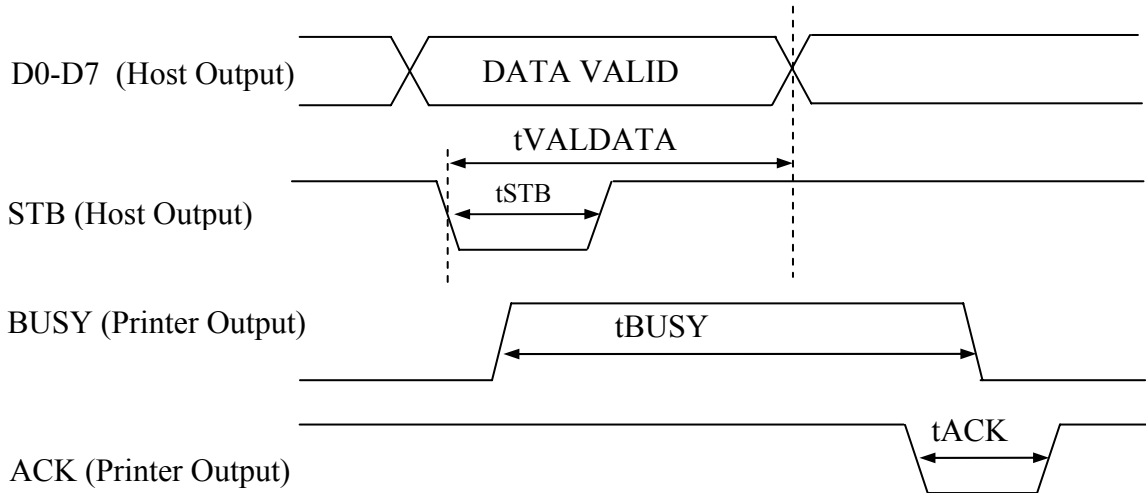 D0-D7 (Host Output)
DATA VALID
tVALDATA
tSTB
STB (Host Output)
BUSY (Printer Output)
tBUSY
tACK
ACK (Printer Output)